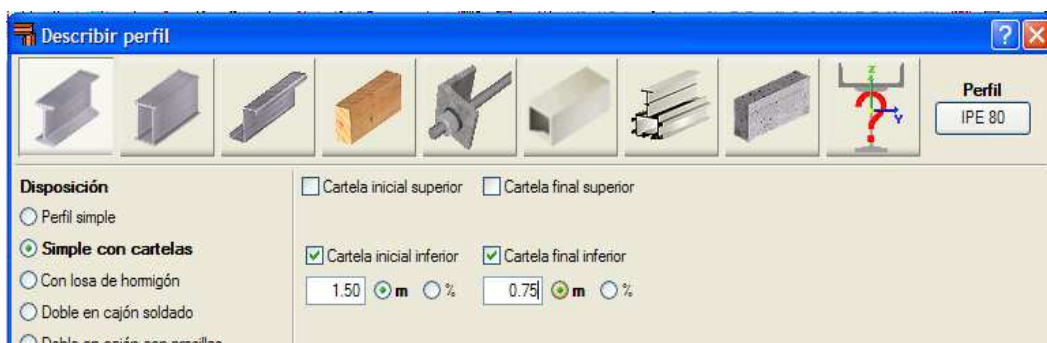 Describir perfil
Perfil
IPE 80
Disposición
Cartela inicial superior Cartela final superior
Perfil simple
Simple con cartelas
Cartela inicial inferior Cartela final inferior
Con losa de hormigón
1.50 m % 0.75 m %
Doble en cajón soldado